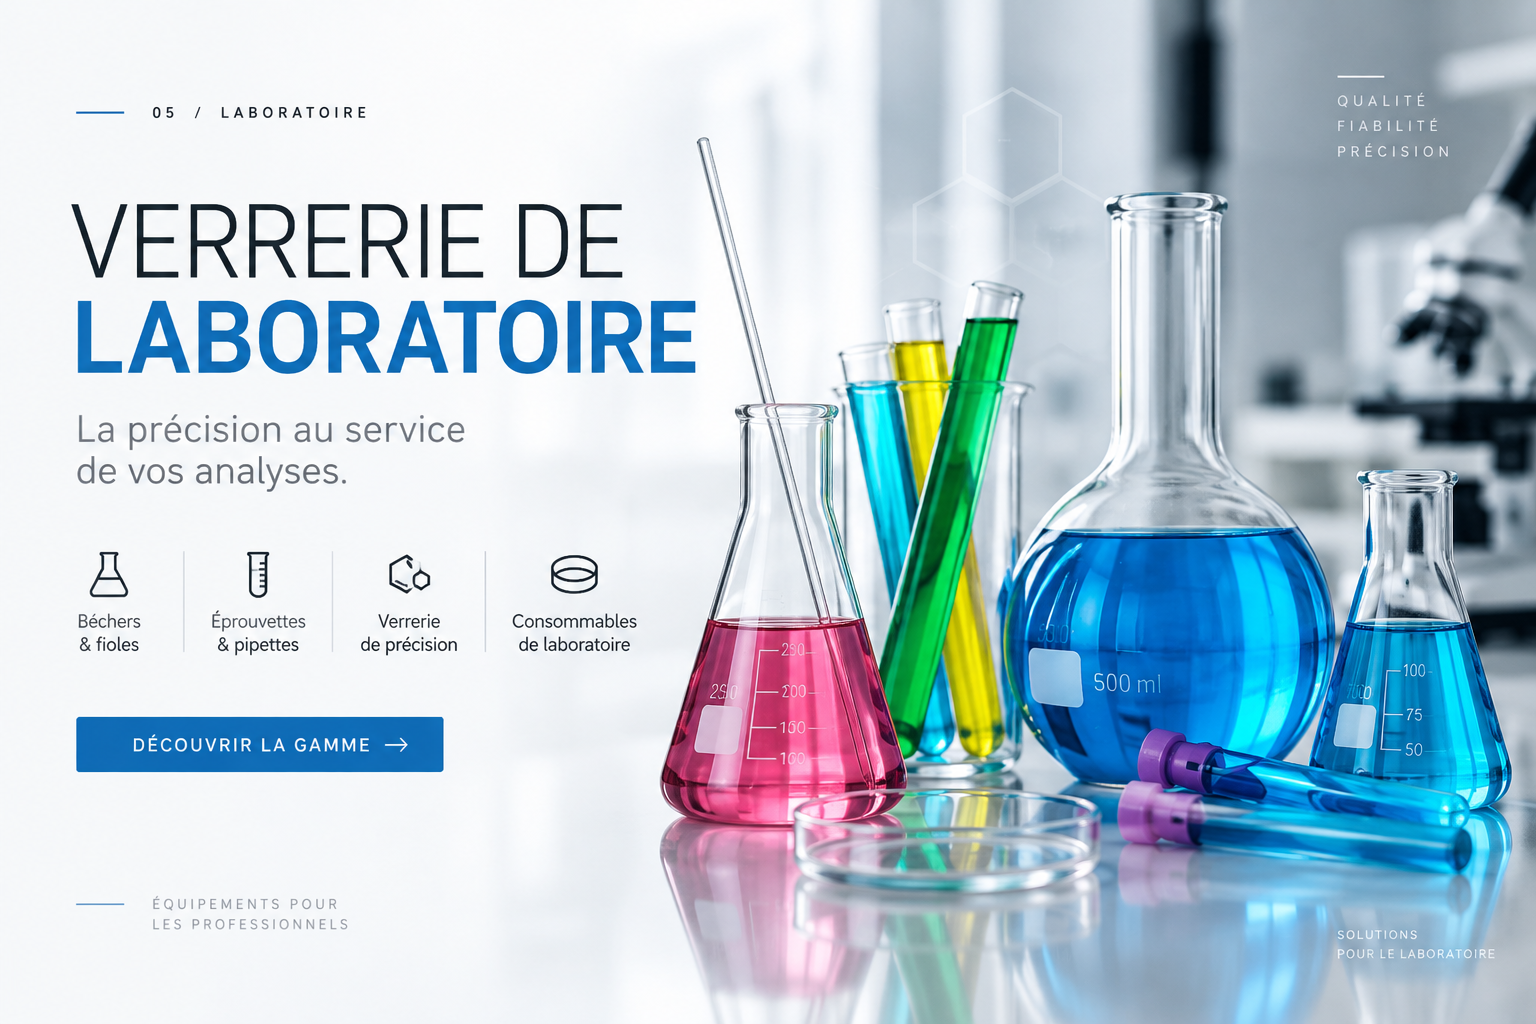 05 / LABORATOIRE
QUALITÉ
FIABILITÉ
PRÉCISION
VERRERIE DE
LABORATOIRE
La précision au service
de vos analyses.
Béchers
& fioles
Éprouvettes
& pipettes
Verrerie
de précision
Consommables
de laboratoire
DÉCOUVRIR LA GAMME →
200
150
100
500 ml
100
75
50
ÉQUIPEMENTS POUR
LES PROFESSIONNELS
SOLUTIONS
POUR LE LABORATOIRE